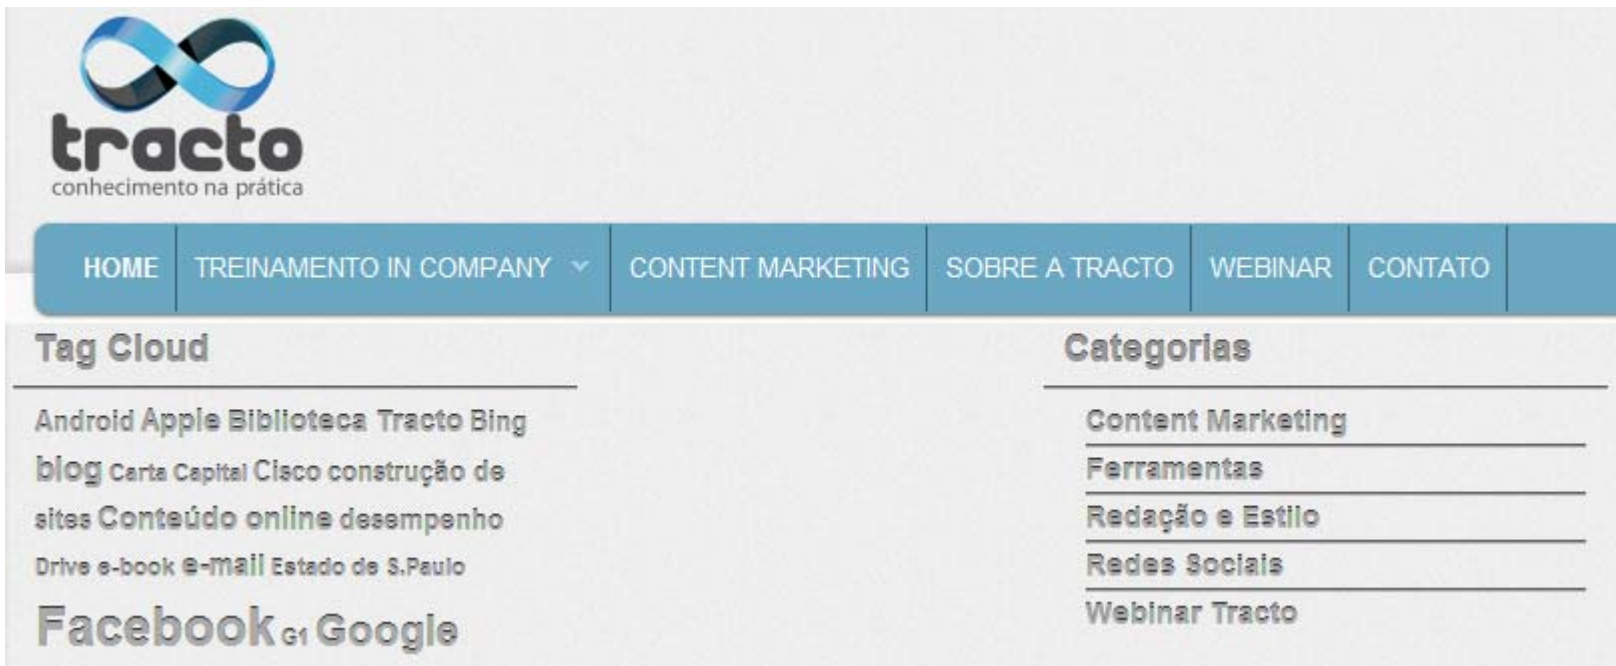 tracto
conhecimento na prática
HOME TREINAMENTO IN COMPANY CONTENT MARKETING SOBRE A TRACTO WEBINAR CONTATO
Tag Cloud
Android Apple Biblioteca Tracto Bing
blog Carta Capital Cisco construção de
sites Conteúdo online desempenho
Drive e-book e-mail Estado de S.Paulo
Facebook G1 Google
Categorias
Content Marketing
Ferramentas
Redação e Estilo
Redes Sociais
Webinar Tracto